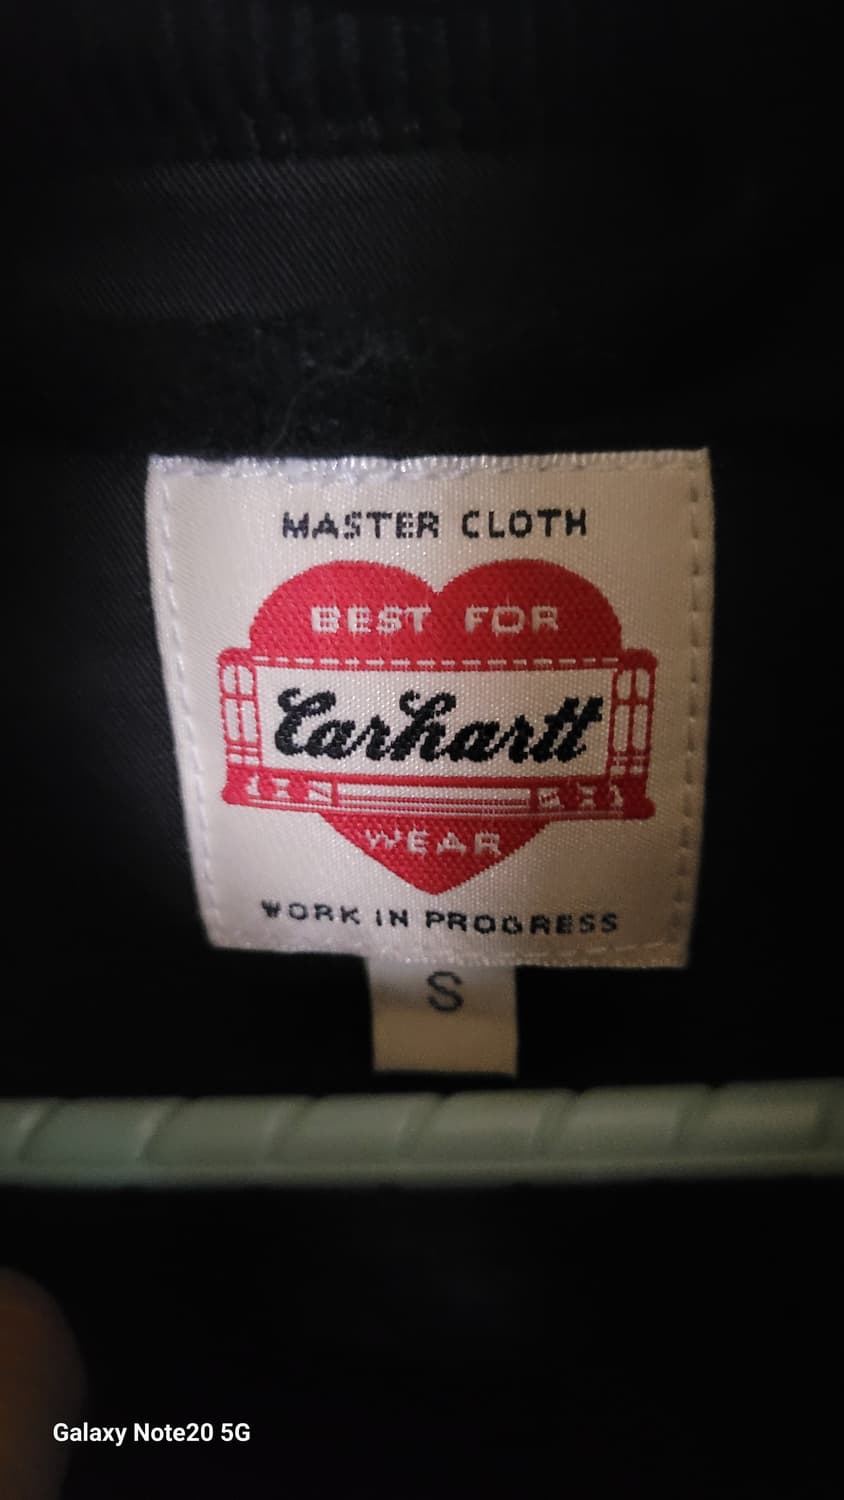 MASTER CLOTH
BEST FOR
Carhartt
WEAR
WORK IN PROGRESS
S
Galaxy Note20 5G